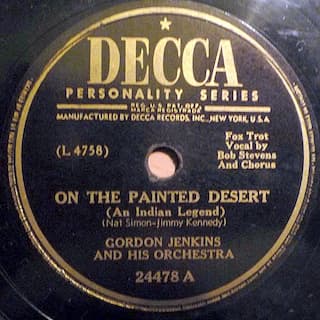 DECCA
PERSONALITY SERIES
REG. U.S. PAT. OFF.
MARCA REGISTRADA
MANUFACTURED BY DECCA RECORDS, INC., NEW YORK, U.S.A.
(L 4758)
Fox Trot
Vocal by
Bob Stevens
And Chorus
ON THE PAINTED DESERT
(An Indian Legend)
(Nat Simon-Jimmy Kennedy)
GORDON JENKINS
AND HIS ORCHESTRA
24478 A